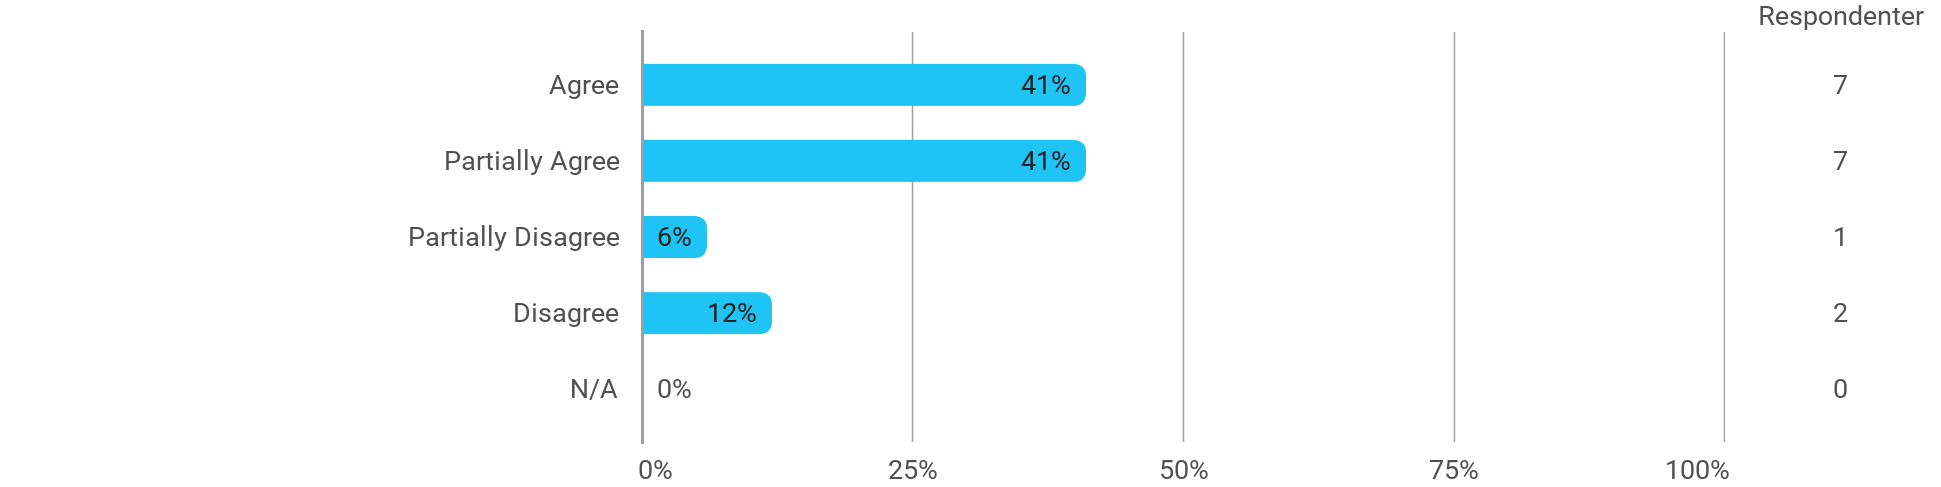 Respondenter
Agree 41% 7
Partially Agree 41% 7
Partially Disagree 6% 1
Disagree 12% 2
N/A 0% 0
0% 25% 50% 75% 100%